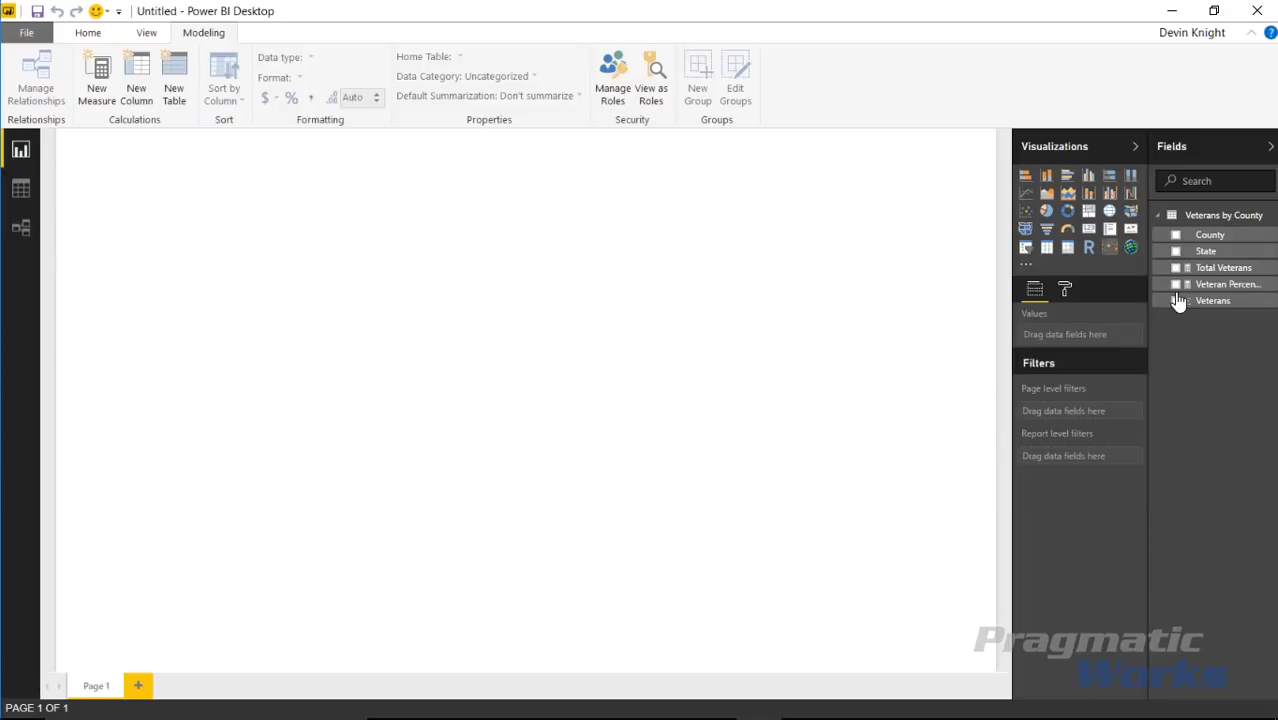 Untitled - Power BI Desktop
File Home View Modeling Devin Knight
Manage Relationships
Relationships
New Measure
New Column
New Table
Calculations
Sort by Column
Sort
Data type:
Format:
$ % , Auto
Formatting
Home Table:
Data Category: Uncategorized
Default Summarization: Don't summarize
Properties
Manage Roles
View as Roles
Security
New Group
Edit Groups
Groups
Visualizations
R
Values
Drag data fields here
Filters
Page level filters
Drag data fields here
Report level filters
Drag data fields here
Fields
Search
Veterans by County
County
State
Total Veterans
Veteran Percen...
Veterans
Pragmatic
Works
Page 1
PAGE 1 OF 1